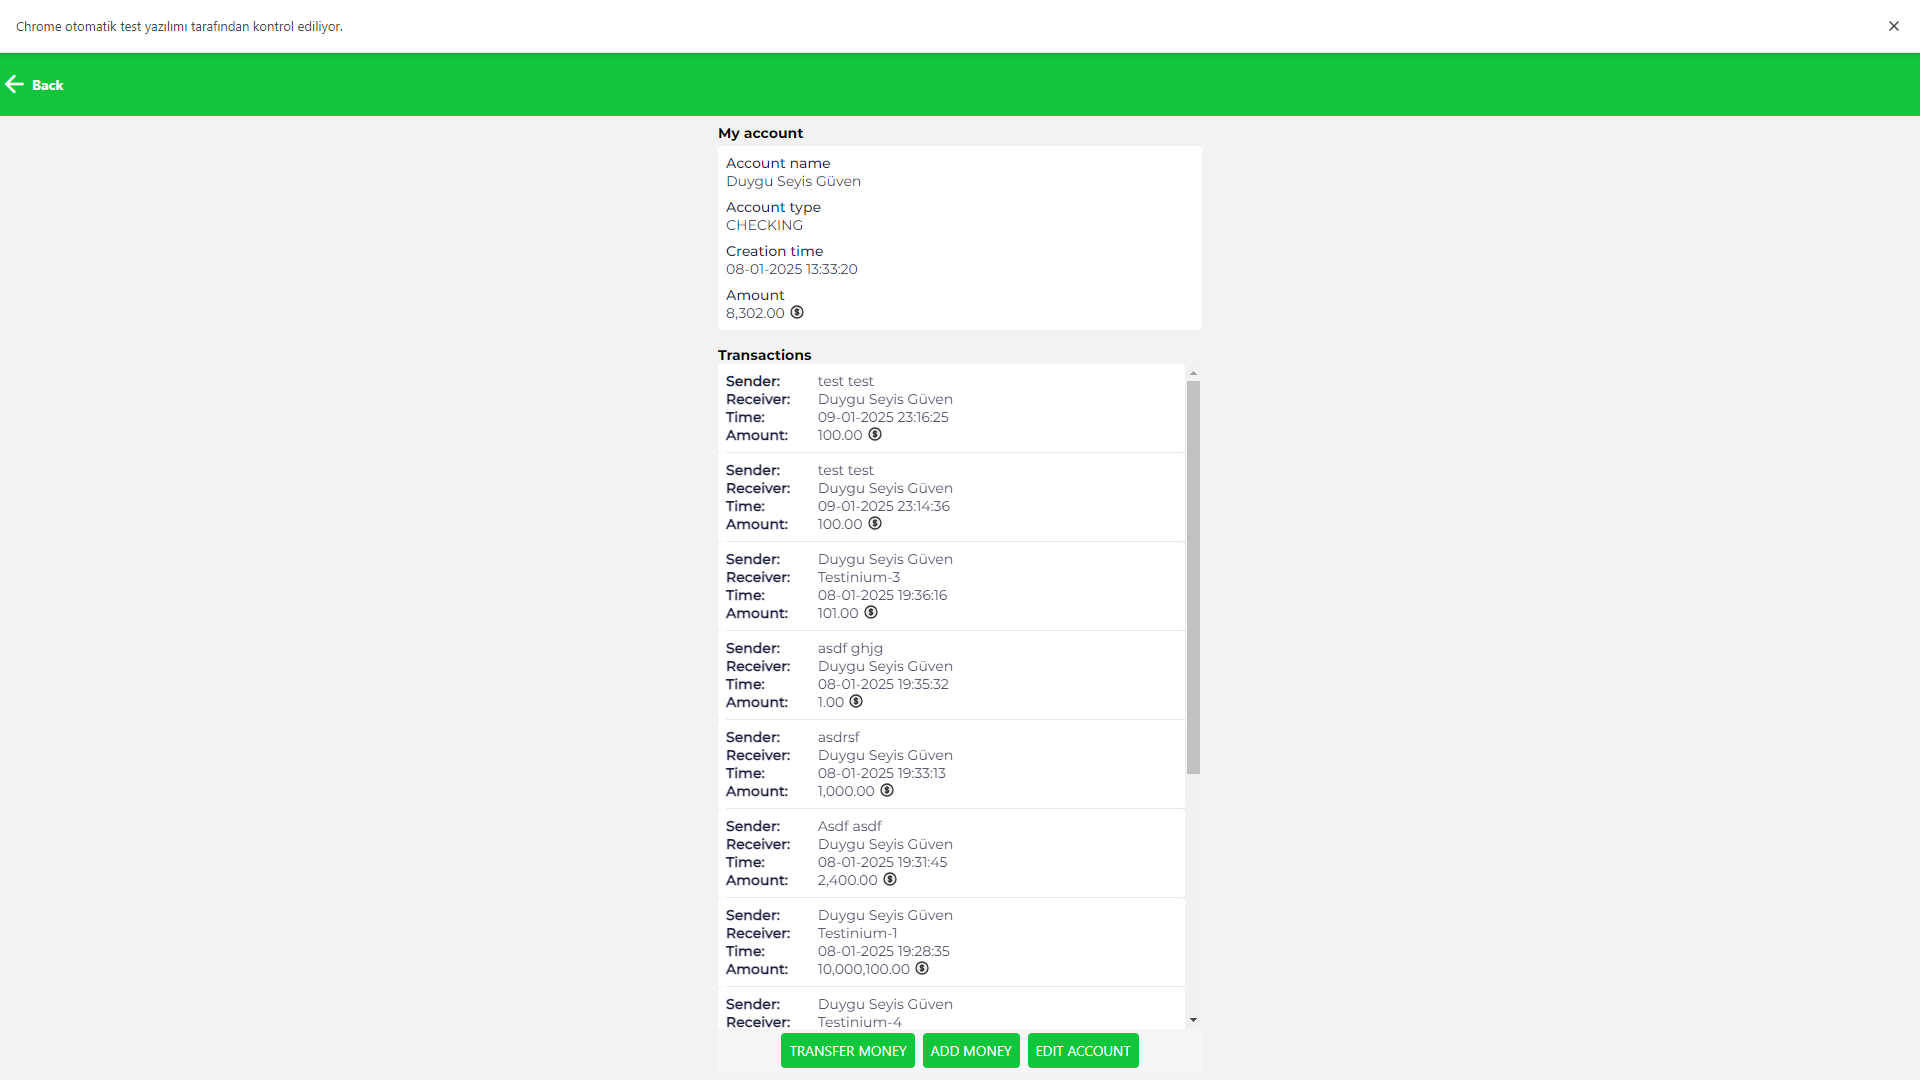 Chrome otomatik test yazılımı tarafından kontrol ediliyor.
Back
My account
Account name
Duygu Seyis Güven
Account type
CHECKING
Creation time
08-01-2025 13:33:20
Amount
8,302.00
Transactions
Sender: test test
Receiver: Duygu Seyis Güven
Time: 09-01-2025 23:16:25
Amount: 100.00
Sender: test test
Receiver: Duygu Seyis Güven
Time: 09-01-2025 23:14:36
Amount: 100.00
Sender: Duygu Seyis Güven
Receiver: Testinium-3
Time: 08-01-2025 19:36:16
Amount: 101.00
Sender: asdf ghjg
Receiver: Duygu Seyis Güven
Time: 08-01-2025 19:35:32
Amount: 1.00
Sender: asdrsf
Receiver: Duygu Seyis Güven
Time: 08-01-2025 19:33:13
Amount: 1,000.00
Sender: Asdf asdf
Receiver: Duygu Seyis Güven
Time: 08-01-2025 19:31:45
Amount: 2,400.00
Sender: Duygu Seyis Güven
Receiver: Testinium-1
Time: 08-01-2025 19:28:35
Amount: 10,000,100.00
Sender: Duygu Seyis Güven
Receiver: Testinium-4
TRANSFER MONEY ADD MONEY EDIT ACCOUNT